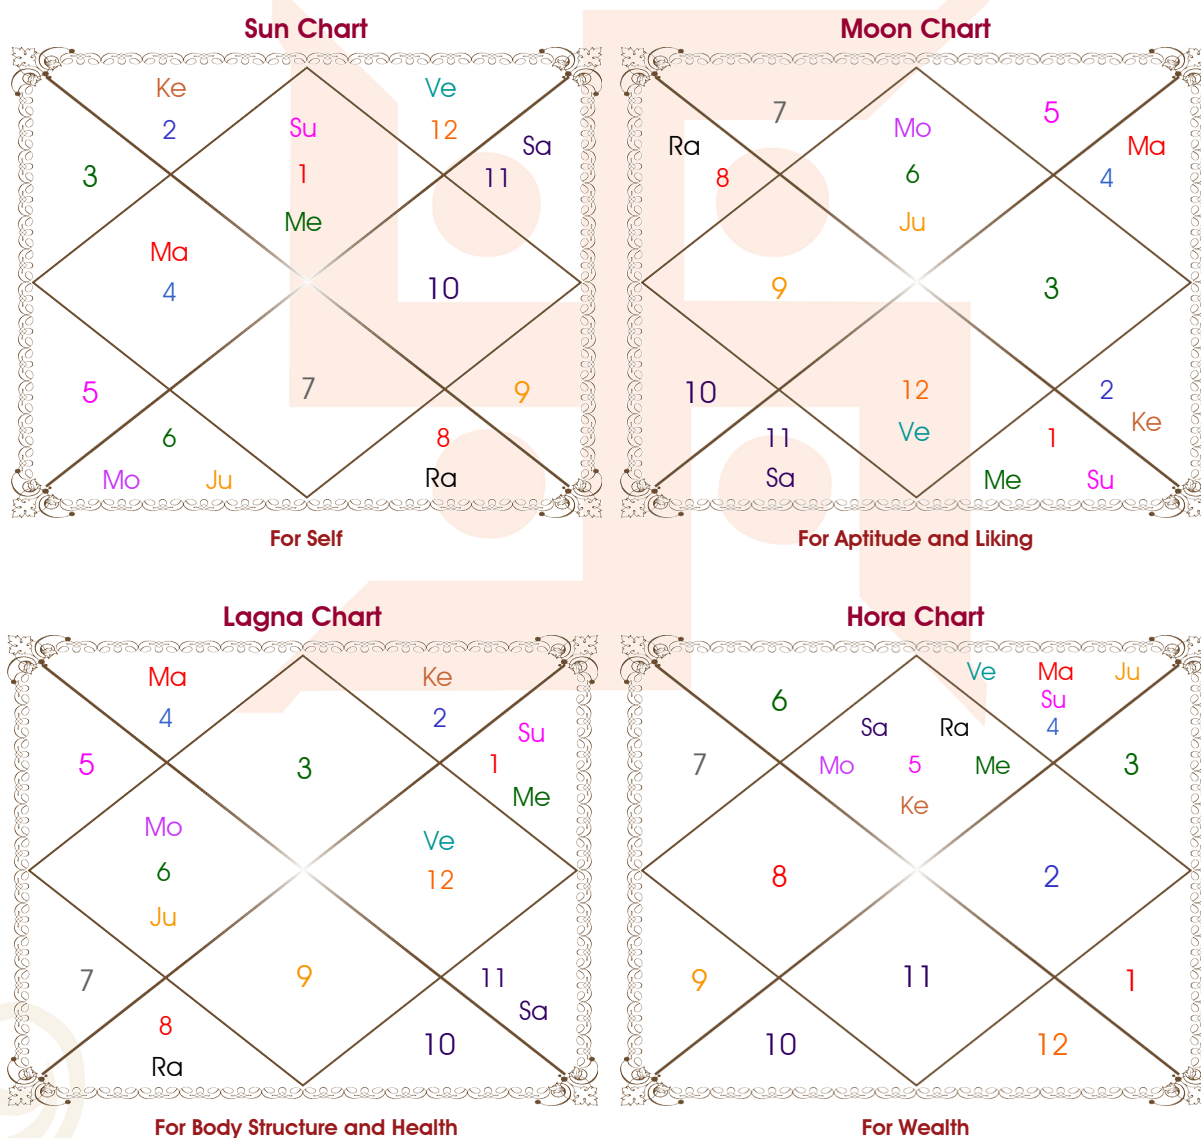 Sun Chart
Ke
Ve
2
Su
12
Sa
3
1
11
Me
Ma
4
10
5
7
9
6
8
Mo Ju
Ra
For Self
Moon Chart
7
5
Mo
Ra
Ma
8
6
4
Ju
9
3
10
12
2
Ve
Ke
11
1
Sa
Me Su
For Aptitude and Liking
Lagna Chart
Ma
Ke
4
2
Su
5
3
1
Me
Mo
Ve
6
12
Ju
7
9
11
Sa
8
10
Ra
For Body Structure and Health
Hora Chart
Ve Ma Ju
6
Su
Sa Ra
4
7
Mo 5 Me
3
Ke
8
2
9
11
1
10
12
For Wealth